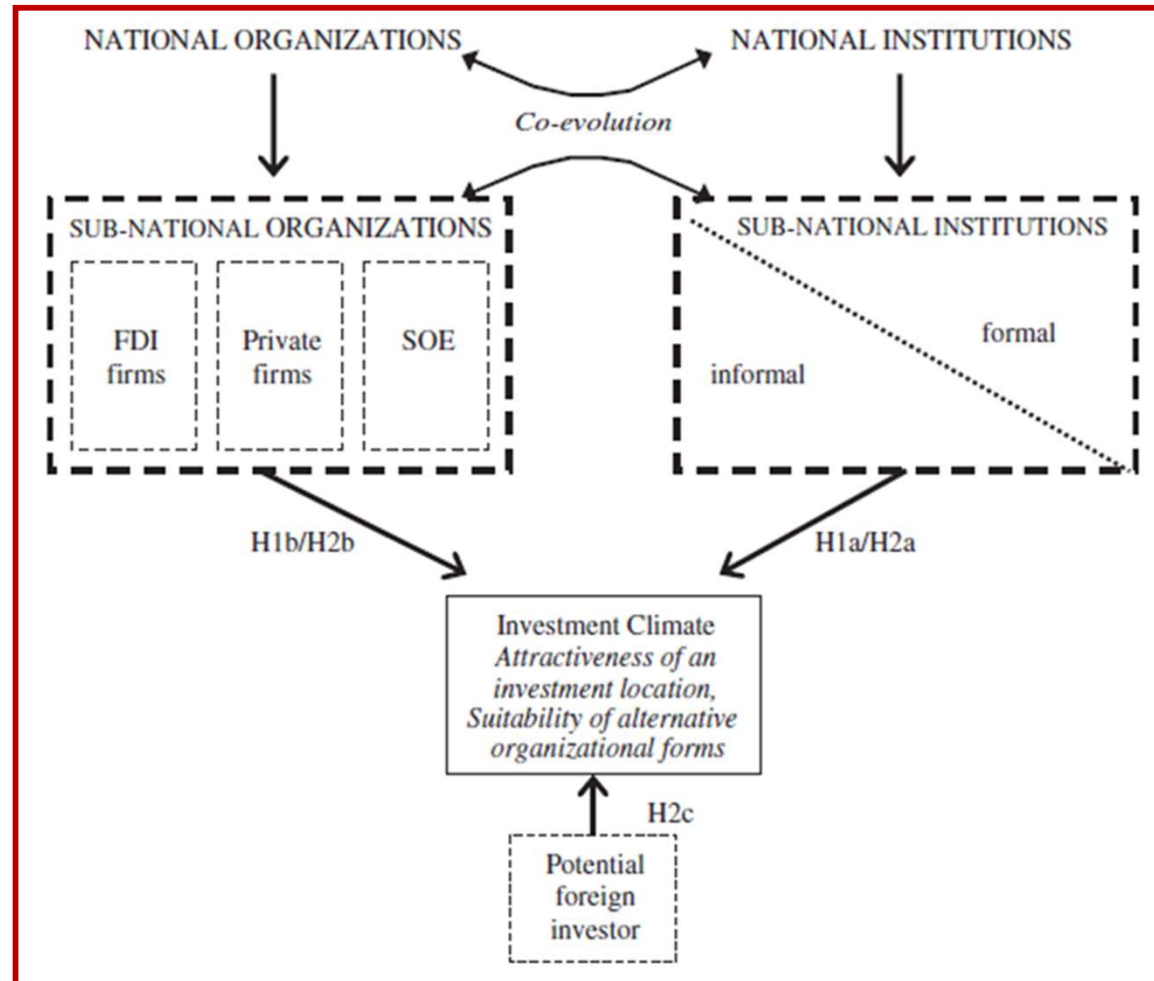 NATIONAL ORGANIZATIONS
NATIONAL INSTITUTIONS
Co-evolution
SUB-NATIONAL ORGANIZATIONS
FDI
firms
Private
firms
SOE
SUB-NATIONAL INSTITUTIONS
formal
informal
H1b/H2b
H1a/H2a
Investment Climate
Attractiveness of an
investment location,
Suitability of alternative
organizational forms
H2c
Potential
foreign
investor